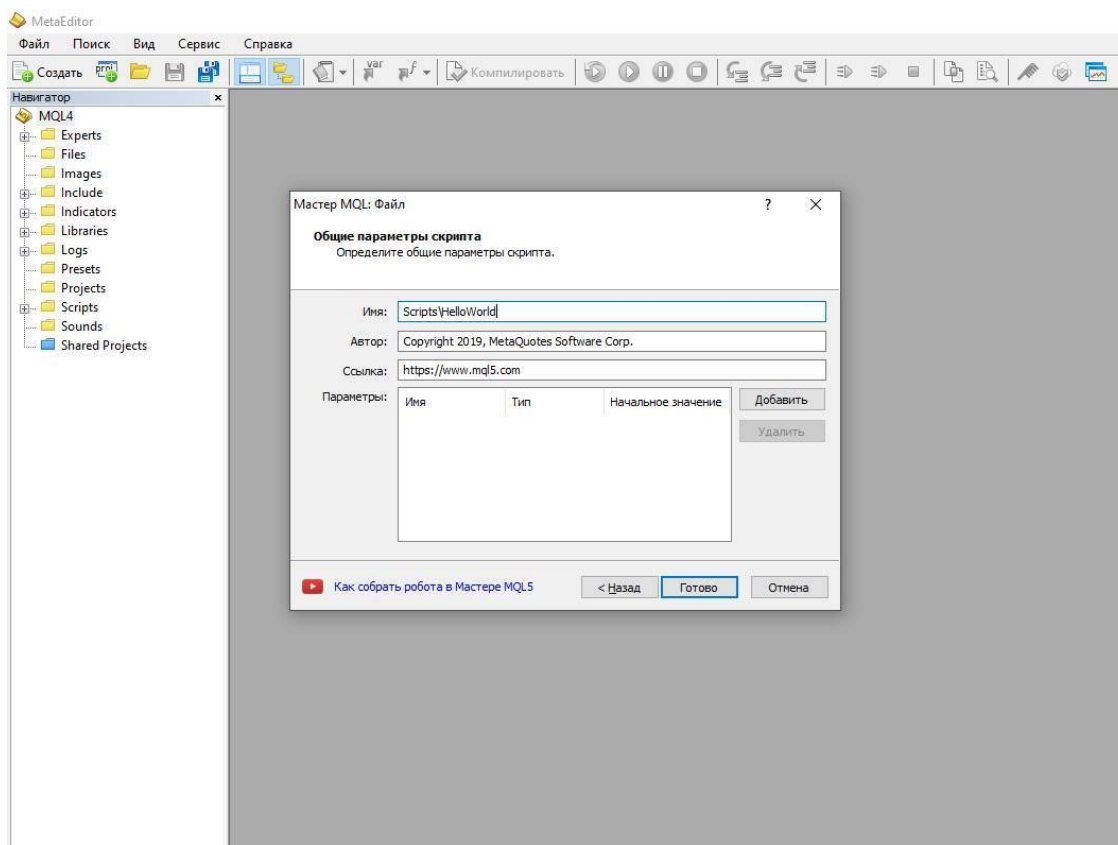 MetaEditor
Файл Поиск Вид Сервис Справка
Создать Компилировать
Навигатор
MQL4
Experts
Files
Images
Include
Indicators
Libraries
Logs
Presets
Projects
Scripts
Sounds
Shared Projects
Мастер MQL: Файл
Общие параметры скрипта
Определите общие параметры скрипта.
Имя: Scripts\HelloWorld
Автор: Copyright 2019, MetaQuotes Software Corp.
Ссылка: https://www.mql5.com
Параметры: Имя Тип Начальное значение Добавить
Удалить
Как собрать робота в Мастере MQL5 < Назад Готово Отмена